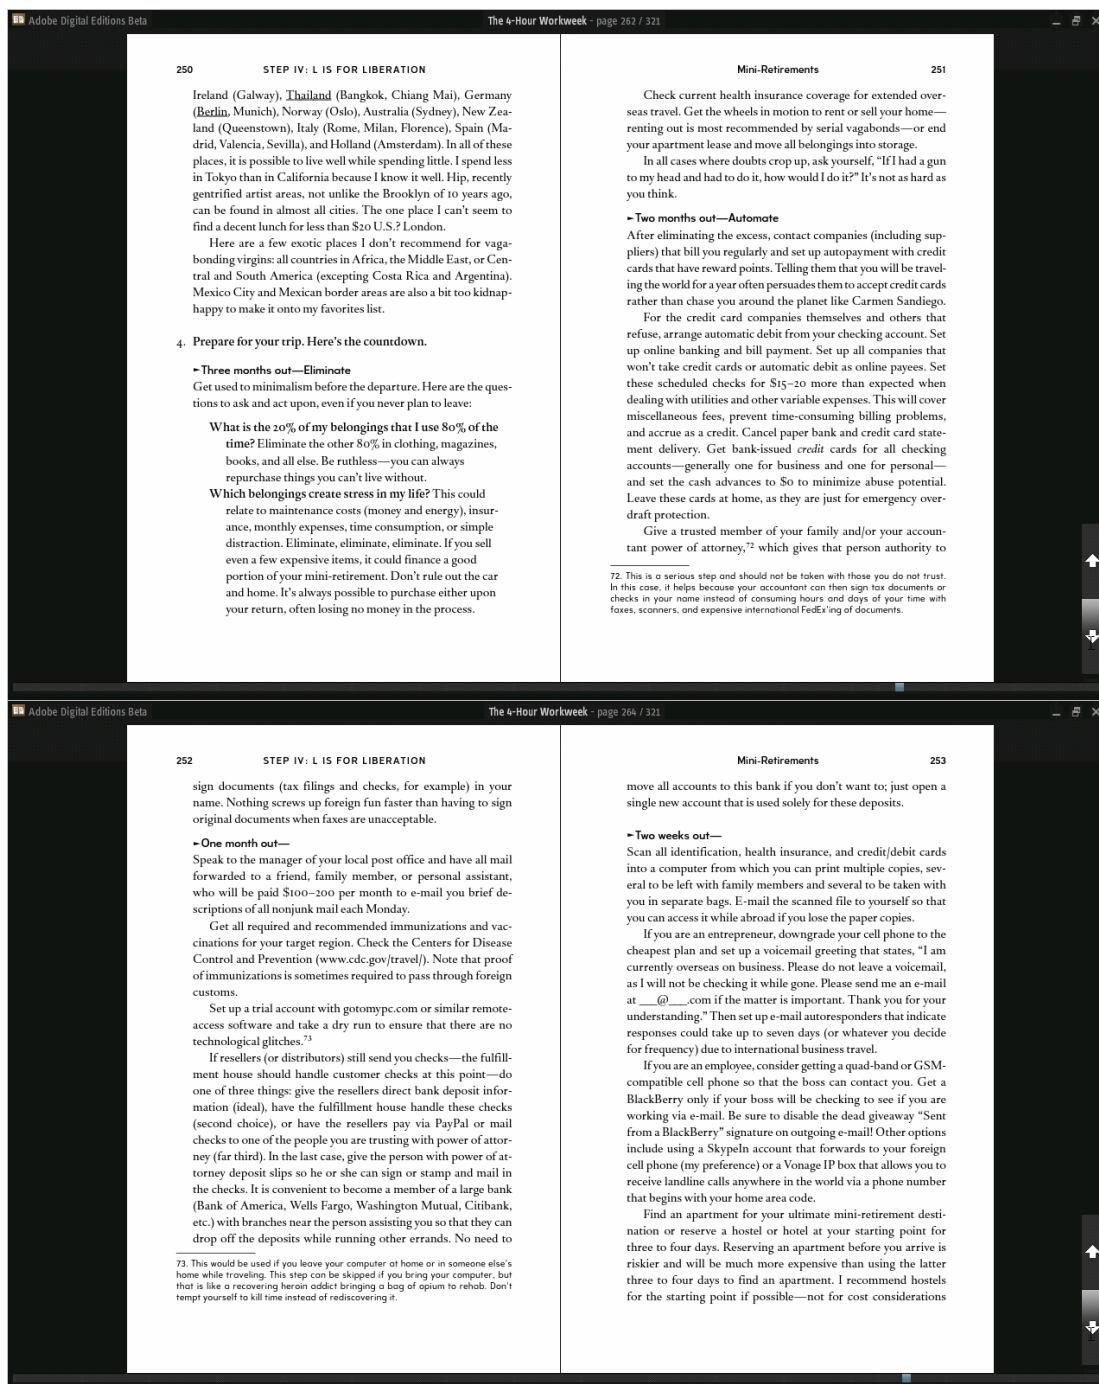 Adobe Digital Editions Beta
The 4-Hour Workweek - page 262 / 321
250 STEP IV: L IS FOR LIBERATION
Ireland (Galway), Thailand (Bangkok, Chiang Mai), Germany
(Berlin, Munich), Norway (Oslo), Australia (Sydney), New Zea-
land (Queenstown), Italy (Rome, Milan, Florence), Spain (Ma-
drid, Valencia, Sevilla), and Holland (Amsterdam). In all of these
places, it is possible to live well while spending little. I spend less
in Tokyo than in California because I know it well. Hip, recently
gentrified artist areas, not unlike the Brooklyn of 10 years ago,
can be found in almost all cities. The one place I can't seem to
find a decent lunch for less than $20 U.S.? London.
Here are a few exotic places I don't recommend for vaga-
bonding virgins: all countries in Africa, the Middle East, or Cen-
tral and South America (excepting Costa Rica and Argentina).
Mexico City and Mexican border areas are also a bit too kidnap-
happy to make it onto my favorites list.
4. Prepare for your trip. Here's the countdown.
►Three months out—Eliminate
Get used to minimalism before the departure. Here are the ques-
tions to ask and act upon, even if you never plan to leave:
What is the 20% of my belongings that I use 80% of the
time? Eliminate the other 80% in clothing, magazines,
books, and all else. Be ruthless—you can always
repurchase things you can't live without.
Which belongings create stress in my life? This could
relate to maintenance costs (money and energy), insur-
ance, monthly expenses, time consumption, or simple
distraction. Eliminate, eliminate, eliminate. If you sell
even a few expensive items, it could finance a good
portion of your mini-retirement. Don't rule out the car
and home. It's always possible to purchase either upon
your return, often losing no money in the process.
Mini-Retirements 251
Check current health insurance coverage for extended over-
seas travel. Get the wheels in motion to rent or sell your home—
renting out is most recommended by serial vagabonds—or end
your apartment lease and move all belongings into storage.
In all cases where doubts crop up, ask yourself, "If I had a gun
to my head and had to do it, how would I do it?" It's not as hard as
you think.
►Two months out—Automate
After eliminating the excess, contact companies (including sup-
pliers) that bill you regularly and set up autopayment with credit
cards that have reward points. Telling them that you will be travel-
ing the world for a year often persuades them to accept credit cards
rather than chase you around the planet like Carmen Sandiego.
For the credit card companies themselves and others that
refuse, arrange automatic debit from your checking account. Set
up online banking and bill payment. Set up all companies that
won't take credit cards or automatic debit as online payees. Set
these scheduled checks for $15–20 more than expected when
dealing with utilities and other variable expenses. This will cover
miscellaneous fees, prevent time-consuming billing problems,
and accrue as a credit. Cancel paper bank and credit card state-
ment delivery. Get bank-issued credit cards for all checking
accounts—generally one for business and one for personal—
and set the cash advances to $0 to minimize abuse potential.
Leave these cards at home, as they are just for emergency over-
draft protection.
Give a trusted member of your family and/or your accoun-
tant power of attorney,72 which gives that person authority to
72. This is a serious step and should not be taken with those you do not trust.
In this case, it helps because your accountant can then sign tax documents or
checks in your name instead of consuming hours and days of your time with
faxes, scanners, and expensive international FedEx'ing of documents.
Adobe Digital Editions Beta
The 4-Hour Workweek - page 264 / 321
252 STEP IV: L IS FOR LIBERATION
sign documents (tax filings and checks, for example) in your
name. Nothing screws up foreign fun faster than having to sign
original documents when faxes are unacceptable.
►One month out—
Speak to the manager of your local post office and have all mail
forwarded to a friend, family member, or personal assistant,
who will be paid $100–200 per month to e-mail you brief de-
scriptions of all nonjunk mail each Monday.
Get all required and recommended immunizations and vac-
cinations for your target region. Check the Centers for Disease
Control and Prevention (www.cdc.gov/travel/). Note that proof
of immunizations is sometimes required to pass through foreign
customs.
Set up a trial account with gotomypc.com or similar remote-
access software and take a dry run to ensure that there are no
technological glitches.73
If resellers (or distributors) still send you checks—the fulfill-
ment house should handle customer checks at this point—do
one of three things: give the resellers direct bank deposit infor-
mation (ideal), have the fulfillment house handle these checks
(second choice), or have the resellers pay via PayPal or mail
checks to one of the people you are trusting with power of attor-
ney (far third). In the last case, give the person with power of at-
torney deposit slips so he or she can sign or stamp and mail in
the checks. It is convenient to become a member of a large bank
(Bank of America, Wells Fargo, Washington Mutual, Citibank,
etc.) with branches near the person assisting you so that they can
drop off the deposits while running other errands. No need to
73. This would be used if you leave your computer at home or in someone else's
home while traveling. This step can be skipped if you bring your computer, but
that is like a recovering heroin addict bringing a bag of opium to rehab. Don't
tempt yourself to kill time instead of rediscovering it.
Mini-Retirements 253
move all accounts to this bank if you don't want to; just open a
single new account that is used solely for these deposits.
►Two weeks out—
Scan all identification, health insurance, and credit/debit cards
into a computer from which you can print multiple copies, sev-
eral to be left with family members and several to be taken with
you in separate bags. E-mail the scanned file to yourself so that
you can access it while abroad if you lose the paper copies.
If you are an entrepreneur, downgrade your cell phone to the
cheapest plan and set up a voicemail greeting that states, "I am
currently overseas on business. Please do not leave a voicemail,
as I will not be checking it while gone. Please send me an e-mail
at ___@___.com if the matter is important. Thank you for your
understanding." Then set up e-mail autoresponders that indicate
responses could take up to seven days (or whatever you decide
for frequency) due to international business travel.
If you are an employee, consider getting a quad-band or GSM-
compatible cell phone so that the boss can contact you. Get a
BlackBerry only if your boss will be checking to see if you are
working via e-mail. Be sure to disable the dead giveaway "Sent
from a BlackBerry" signature on outgoing e-mail! Other options
include using a SkypeIn account that forwards to your foreign
cell phone (my preference) or a Vonage IP box that allows you to
receive landline calls anywhere in the world via a phone number
that begins with your home area code.
Find an apartment for your ultimate mini-retirement desti-
nation or reserve a hostel or hotel at your starting point for
three to four days. Reserving an apartment before you arrive is
riskier and will be much more expensive than using the latter
three to four days to find an apartment. I recommend hostels
for the starting point if possible—not for cost considerations